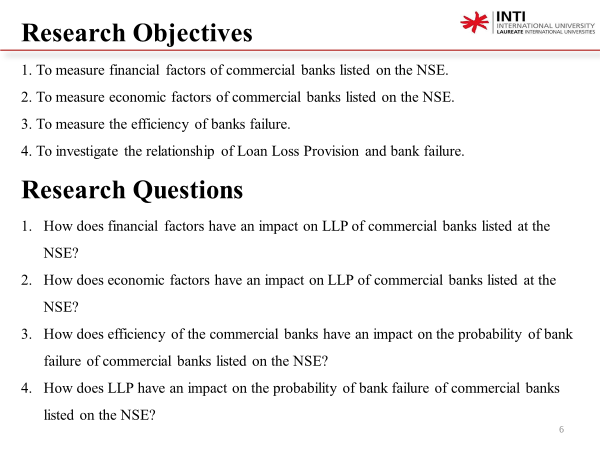 Research Objectives
INTI
INTERNATIONAL UNIVERSITY
LAUREATE INTERNATIONAL UNIVERSITIES
1. To measure financial factors of commercial banks listed on the NSE.
2. To measure economic factors of commercial banks listed on the NSE.
3. To measure the efficiency of banks failure.
4. To investigate the relationship of Loan Loss Provision and bank failure.
Research Questions
1. How does financial factors have an impact on LLP of commercial banks listed at the
NSE?
2. How does economic factors have an impact on LLP of commercial banks listed at the
NSE?
3. How does efficiency of the commercial banks have an impact on the probability of bank
failure of commercial banks listed on the NSE?
4. How does LLP have an impact on the probability of bank failure of commercial banks
listed on the NSE?
6